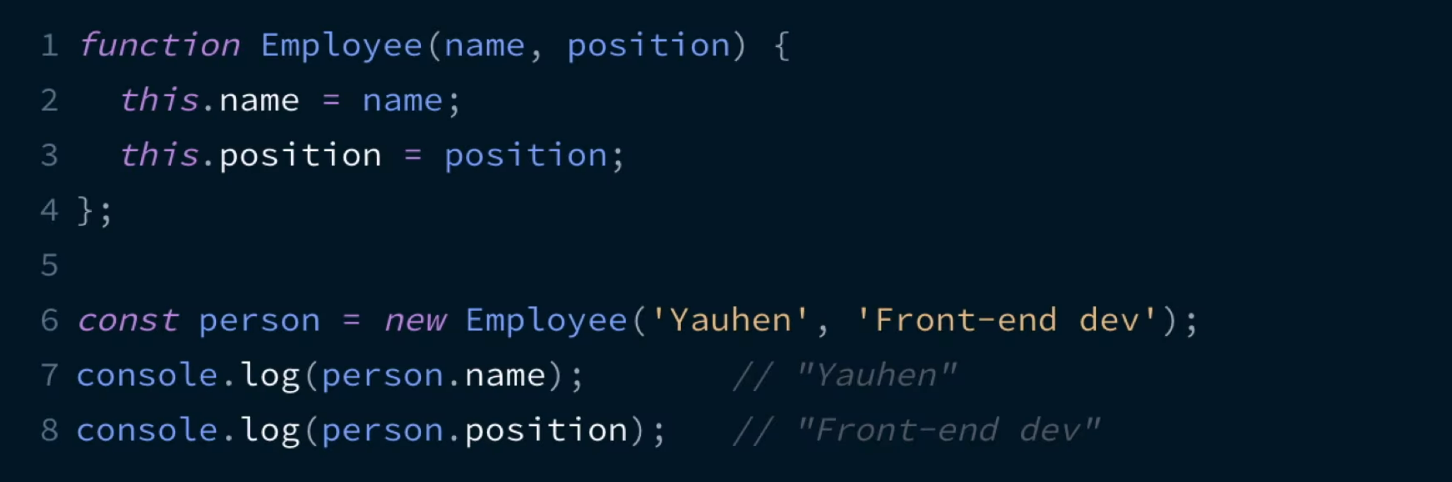 1 function Employee(name, position) {
2   this.name = name;
3   this.position = position;
4 };
5
6 const person = new Employee('Yauhen', 'Front-end dev');
7 console.log(person.name);       // "Yauhen"
8 console.log(person.position);   // "Front-end dev"